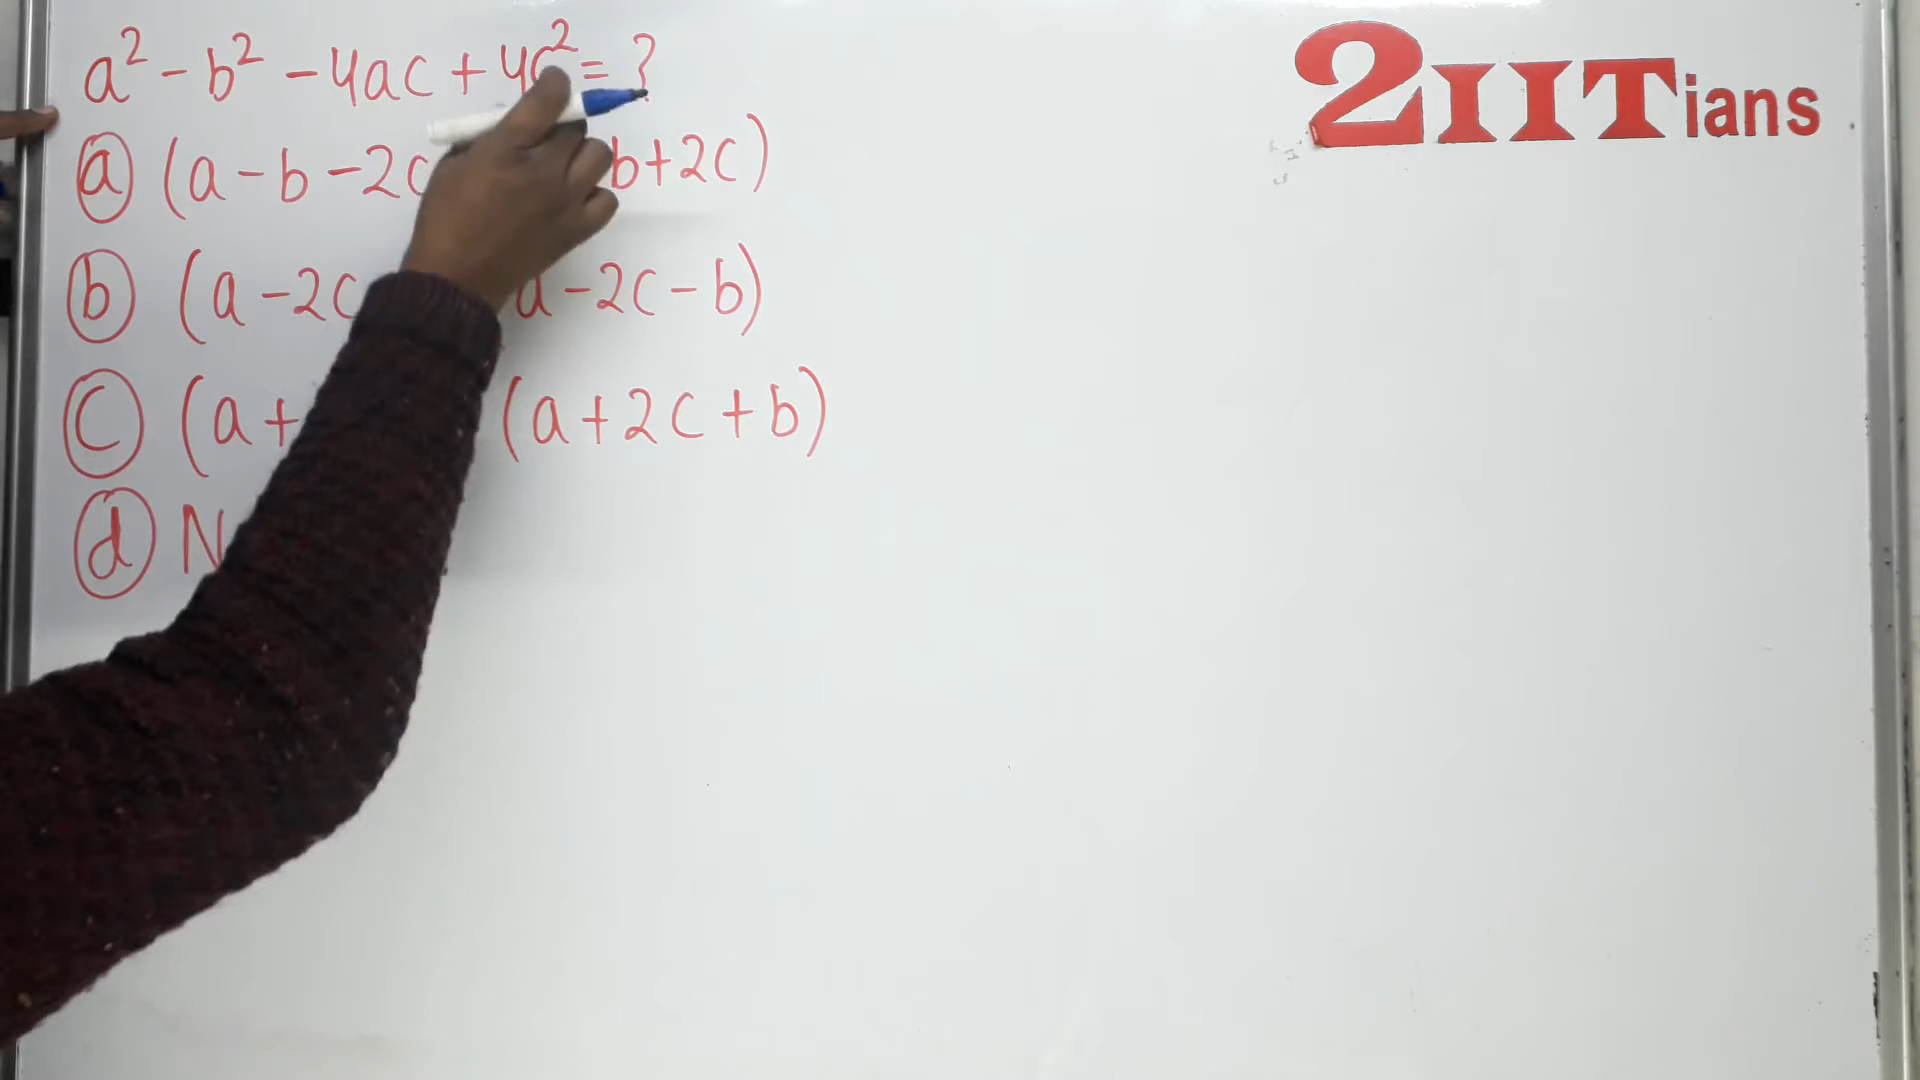 a² - b² - 4ac + 4c² = ?
2IITians
(a) (a - b - 2c b + 2c)
(b) (a - 2c a - 2c - b)
(c) (a + (a + 2c + b)
(d) N